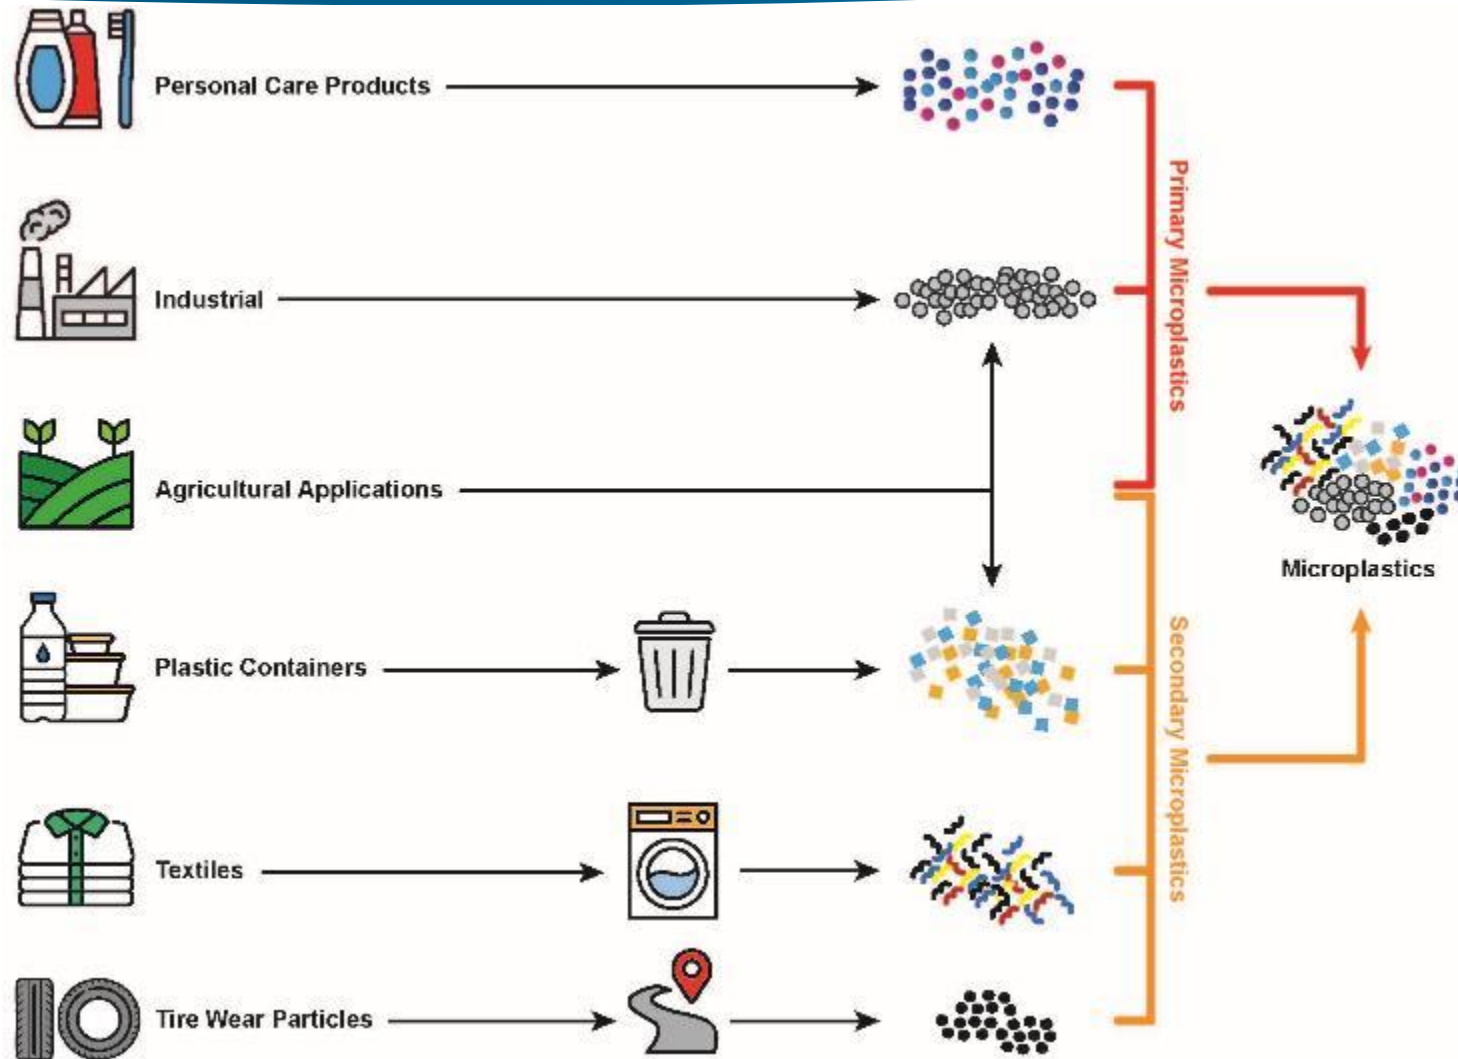 Personal Care Products
Primary Microplastics
Industrial
Agricultural Applications
Microplastics
Plastic Containers
Secondary Microplastics
Textiles
Tire Wear Particles